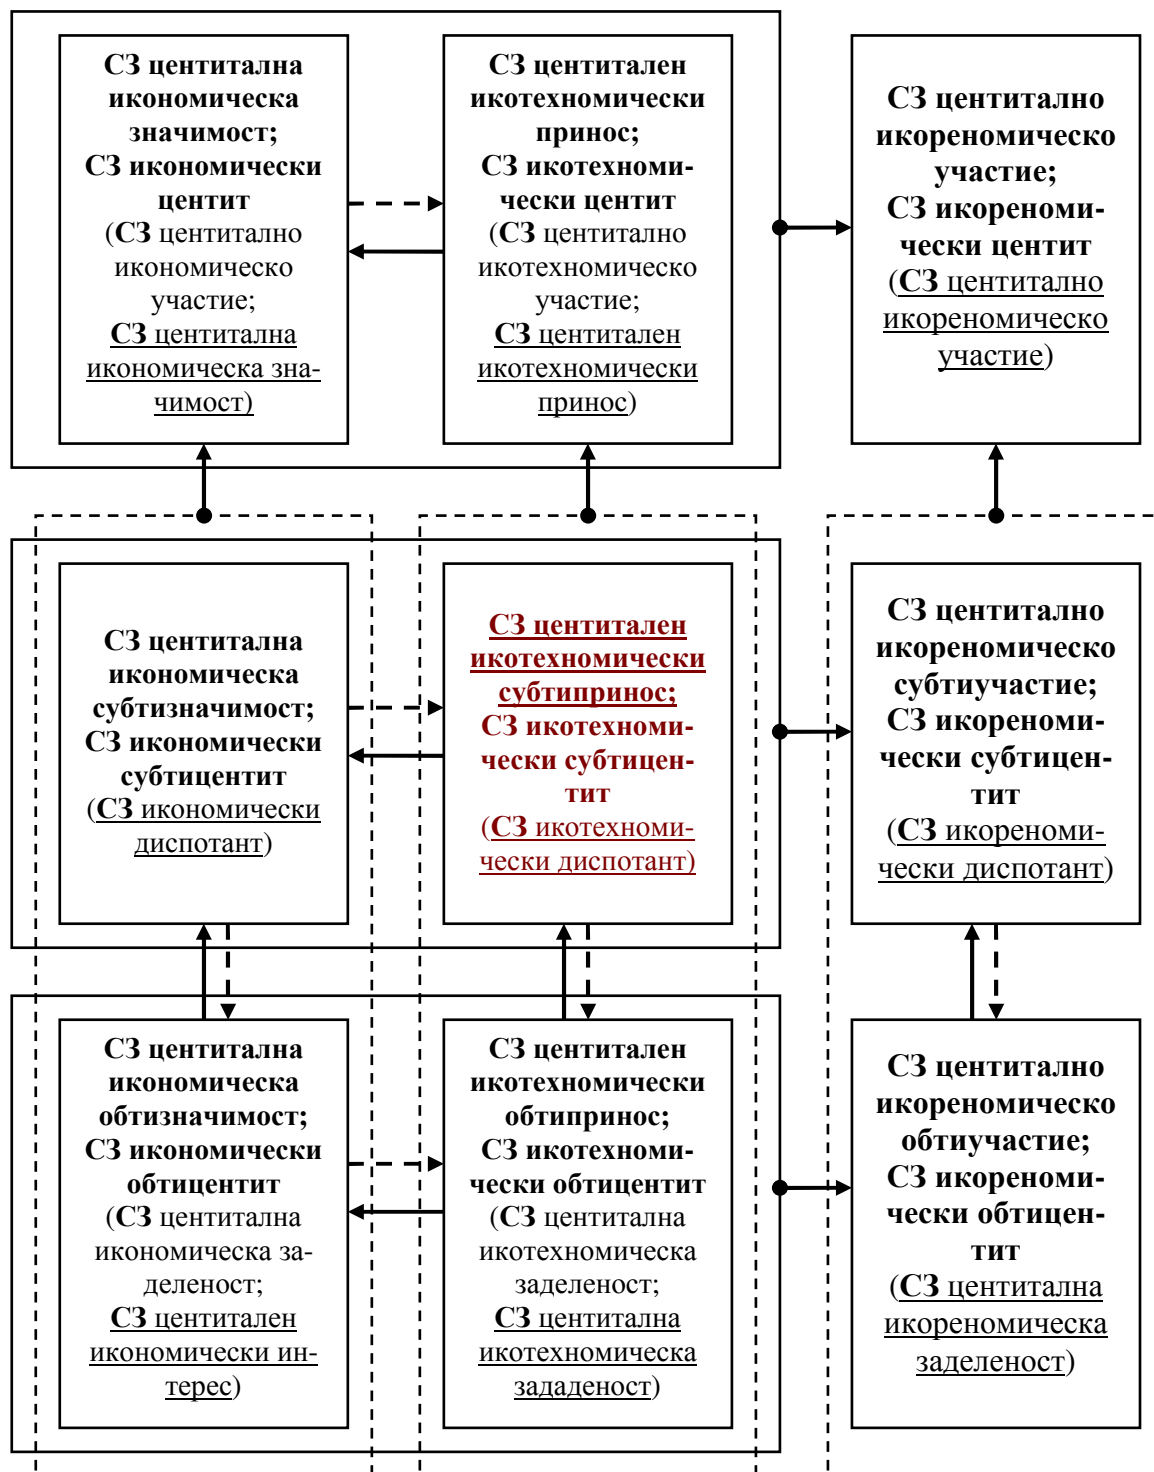 СЗ центитална
икономическа
значимост;
СЗ икономически
центит
(СЗ центитално
икономическо
участие;
СЗ центитална
икономическа зна-
чимост)
СЗ центитален
икотехномически
принос;
СЗ икотехноми-
чески центит
(СЗ центитално
икотехномическо
участие;
СЗ центитален
икотехномически
принос)
СЗ центитално
икореномическо
участие;
СЗ икореноми-
чески центит
(СЗ центитално
икореномическо
участие)
СЗ центитална
икономическа
субтизначимост;
СЗ икономически
субтицентит
(СЗ икономически
диспотант)
СЗ центитален
икотехномически
субтипринос;
СЗ икотехноми-
чески субтицен-
тит
(СЗ икотехноми-
чески диспотант)
СЗ центитално
икореномическо
субтиучастие;
СЗ икореноми-
чески субтицен-
тит
(СЗ икореноми-
чески диспотант)
СЗ центитална
икономическа
обтизначимост;
СЗ икономически
обтицентит
(СЗ центитална
икономическа за-
деленост;
СЗ центитален
икономически ин-
терес)
СЗ центитален
икотехномически
обтипринос;
СЗ икотехноми-
чески обтицентит
(СЗ центитална
икотехномическа
заделеност;
СЗ центитална
икотехномическа
зададеност)
СЗ центитално
икореномическо
обтиучастие;
СЗ икореноми-
чески обтицен-
тит
(СЗ центитална
икореномическа
заделеност)